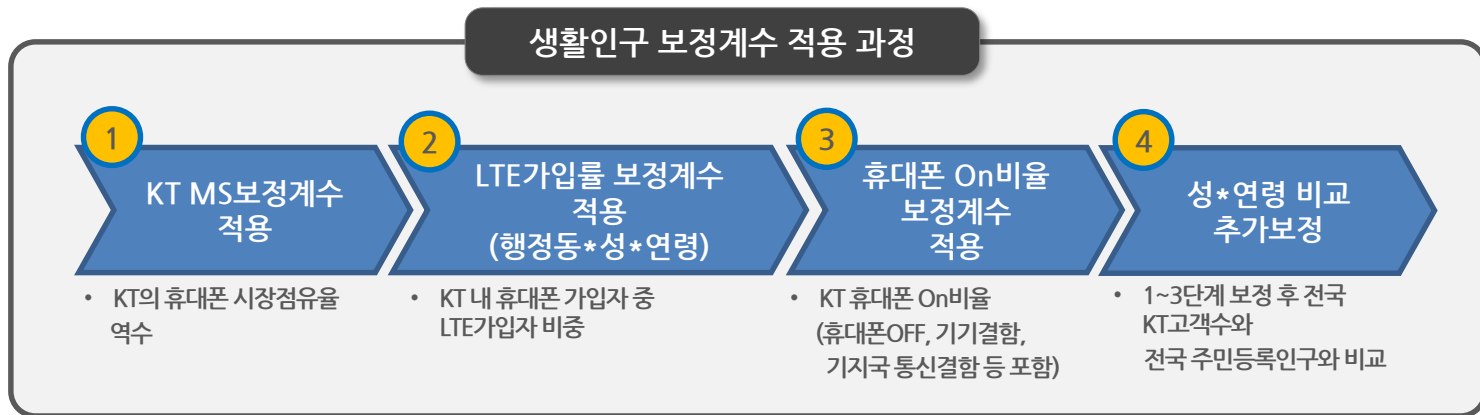 생활인구 보정계수 적용 과정
1
KT MS보정계수
적용
• KT의 휴대폰 시장점유율
역수
2
LTE가입률 보정계수
적용
(행정동*성*연령)
• KT 내 휴대폰 가입자 중
LTE가입자 비중
3
휴대폰 On비율
보정계수
적용
• KT 휴대폰 On비율
(휴대폰OFF, 기기결함,
기지국 통신결함 등 포함)
4
성*연령 비교
추가보정
• 1~3단계 보정 후 전국
KT고객수와
전국 주민등록인구와 비교